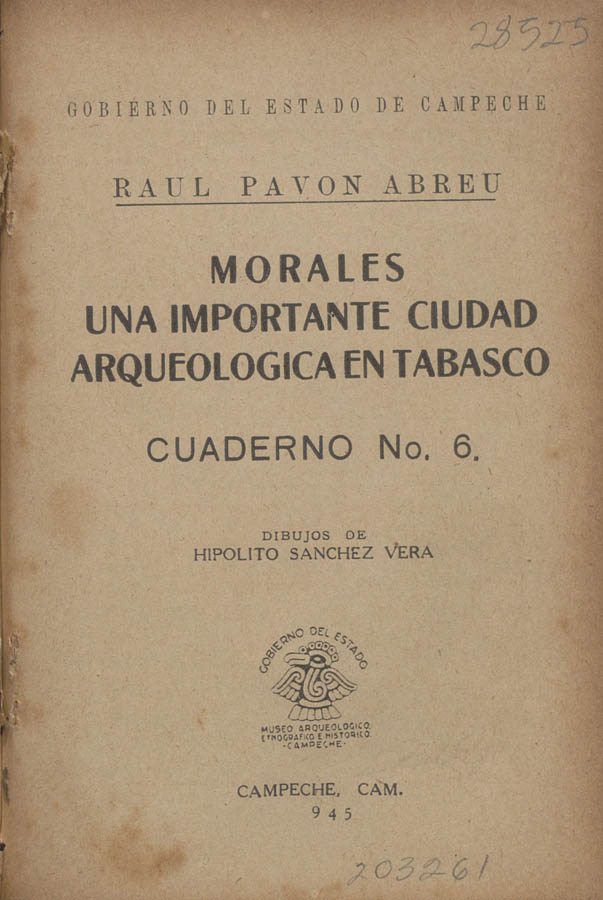 28525
GOBIERNO DEL ESTADO DE CAMPECHE
RAUL PAVON ABREU
MORALES
UNA IMPORTANTE CIUDAD
ARQUEOLOGICA EN TABASCO
CUADERNO No. 6.
DIBUJOS DE
HIPOLITO SANCHEZ VERA
GOBIERNO DEL ESTADO
MUSEO ARQUEOLOGICO,
ETNOGRAFICO E HISTORICO.
·CAMPECHE·
CAMPECHE, CAM.
945
203261